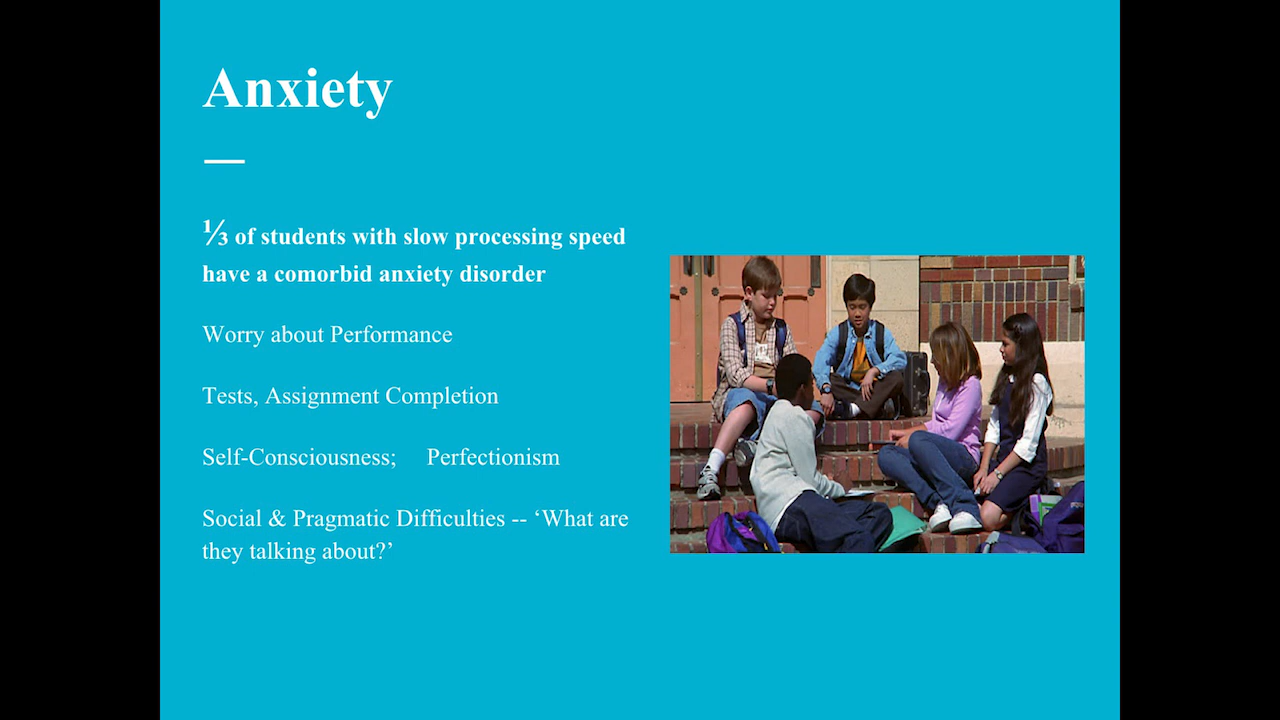 Anxiety
⅓ of students with slow processing speed
have a comorbid anxiety disorder
Worry about Performance
Tests, Assignment Completion
Self-Consciousness; Perfectionism
Social & Pragmatic Difficulties -- ‘What are
they talking about?’